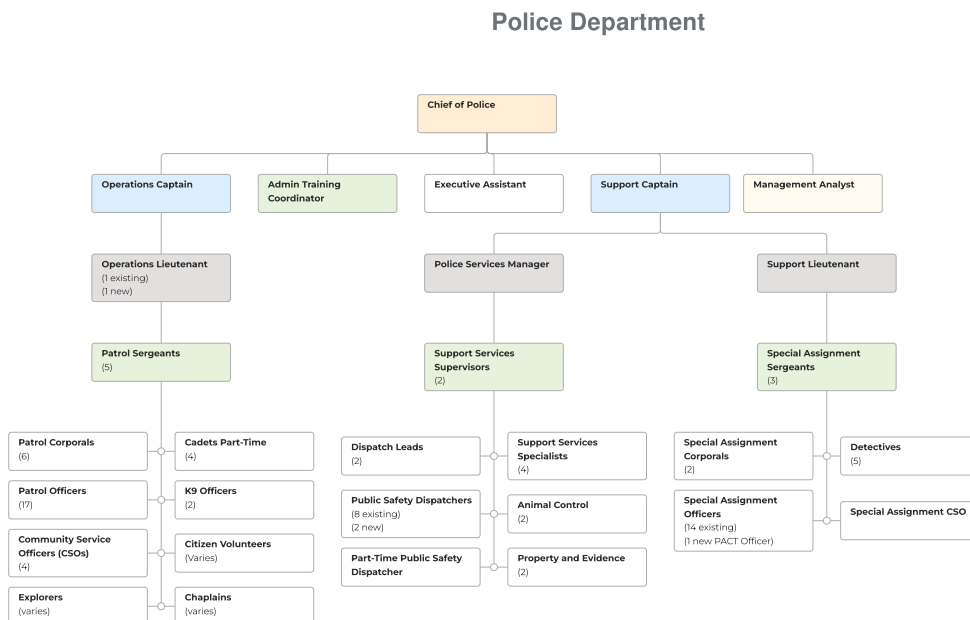 Police Department
Chief of Police
Operations Captain
Admin Training
Coordinator
Executive Assistant
Support Captain
Management Analyst
Operations Lieutenant
(1 existing)
(1 new)
Police Services Manager
Support Lieutenant
Patrol Sergeants
(5)
Support Services
Supervisors
(2)
Special Assignment
Sergeants
(3)
Patrol Corporals
(6)
Cadets Part-Time
(4)
Patrol Officers
(17)
K9 Officers
(2)
Community Service
Officers (CSOs)
(4)
Citizen Volunteers
(Varies)
Explorers
(varies)
Chaplains
(varies)
Dispatch Leads
(2)
Support Services
Specialists
(4)
Public Safety Dispatchers
(8 existing)
(2 new)
Animal Control
(2)
Part-Time Public Safety
Dispatcher
Property and Evidence
(2)
Special Assignment
Corporals
(2)
Detectives
(5)
Special Assignment
Officers
(14 existing)
(1 new PACT Officer)
Special Assignment CSO